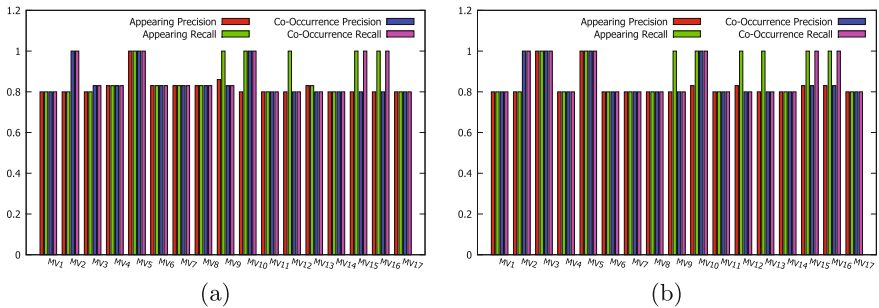 1.2
1
0.8
0.6
0.4
0.2
0
Appearing Precision
Appearing Recall
Co-Occurrence Precision
Co-Occurrence Recall
MV1 MV2 MV3 MV4 MV5 MV6 MV7 MV8 MV9 MV10 MV11 MV12 MV13 MV14 MV15 MV16 MV17
(a)
1.2
1
0.8
0.6
0.4
0.2
0
Appearing Precision
Appearing Recall
Co-Occurrence Precision
Co-Occurrence Recall
MV1 MV2 MV3 MV4 MV5 MV6 MV7 MV8 MV9 MV10 MV11 MV12 MV13 MV14 MV15 MV16 MV17
(b)